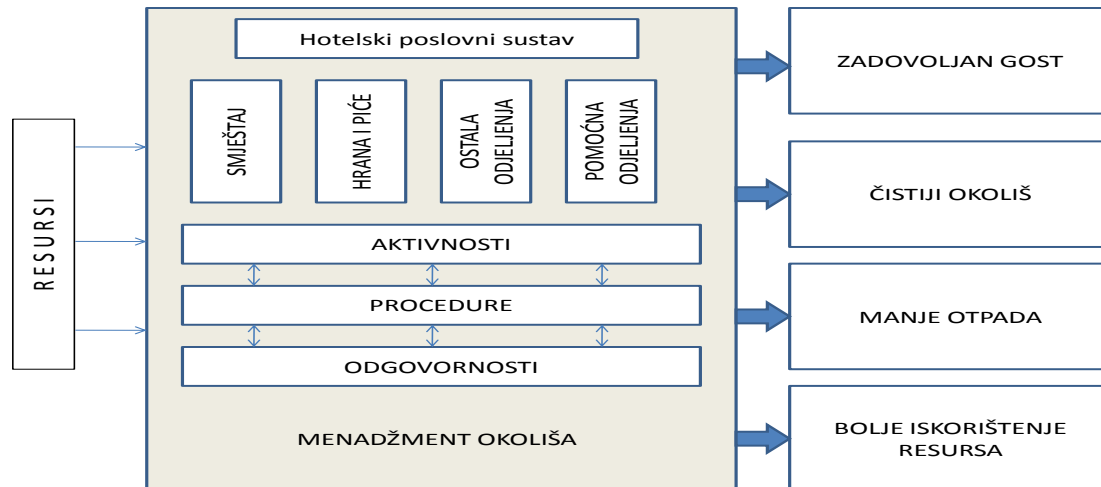 RESURSI
Hotelski poslovni sustav
SMJEŠTAJ
HRANA I PIĆE
OSTALA
ODJELJENJA
POMOĆNA
ODJELJENJA
AKTIVNOSTI
PROCEDURE
ODGOVORNOSTI
MENADŽMENT OKOLIŠA
ZADOVOLJAN GOST
ČISTIJI OKOLIŠ
MANJE OTPADA
BOLJE ISKORIŠTENJE
RESURSA